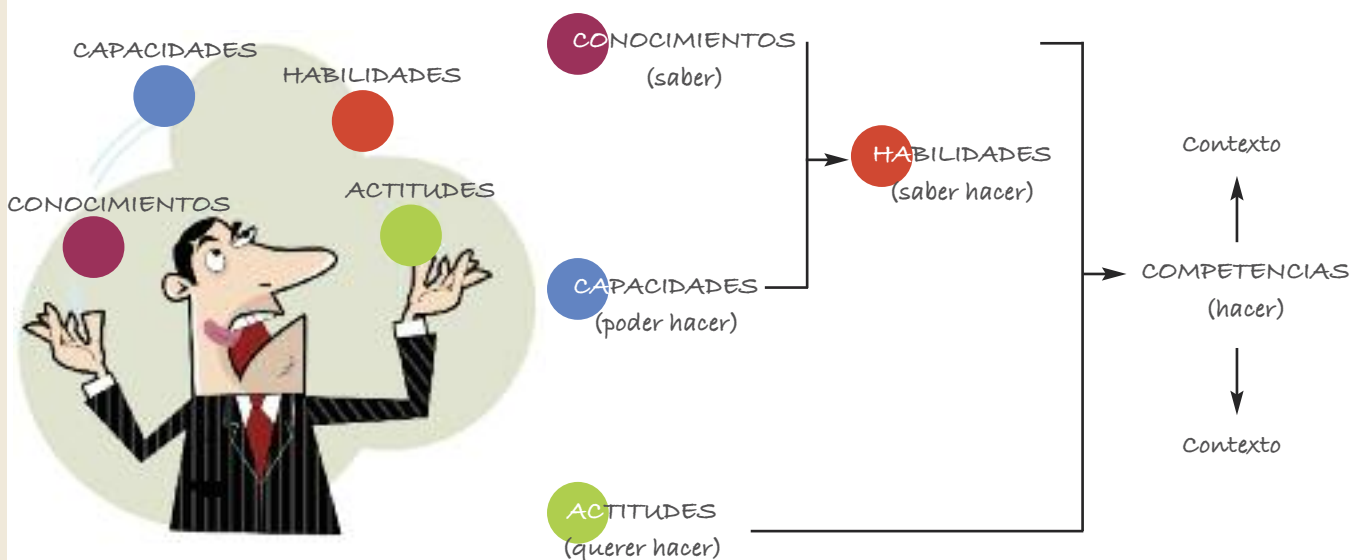 CAPACIDADES
HABILIDADES
CONOCIMIENTOS
ACTITUDES
CONOCIMIENTOS
(saber)
HABILIDADES
(saber hacer)
CAPACIDADES
(poder hacer)
ACTITUDES
(querer hacer)
Contexto
COMPETENCIAS
(hacer)
Contexto